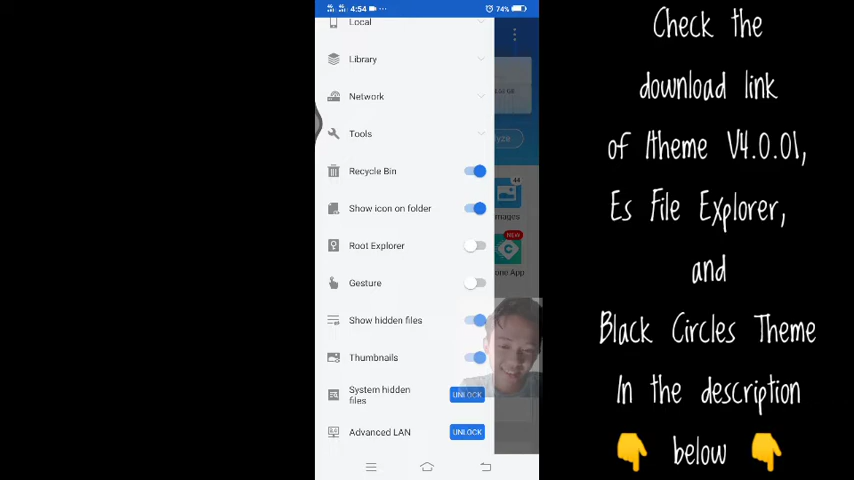 4:54
74%
Local
Library
Network
Tools
Recycle Bin
Show icon on folder
Root Explorer
Gesture
Show hidden files
Thumbnails
System hidden
files
UNLOCK
Advanced LAN
UNLOCK
44
NEW
Check the
download link
of Itheme V4.0.01,
Es File Explorer,
and
Black Circles Theme
In the description
below